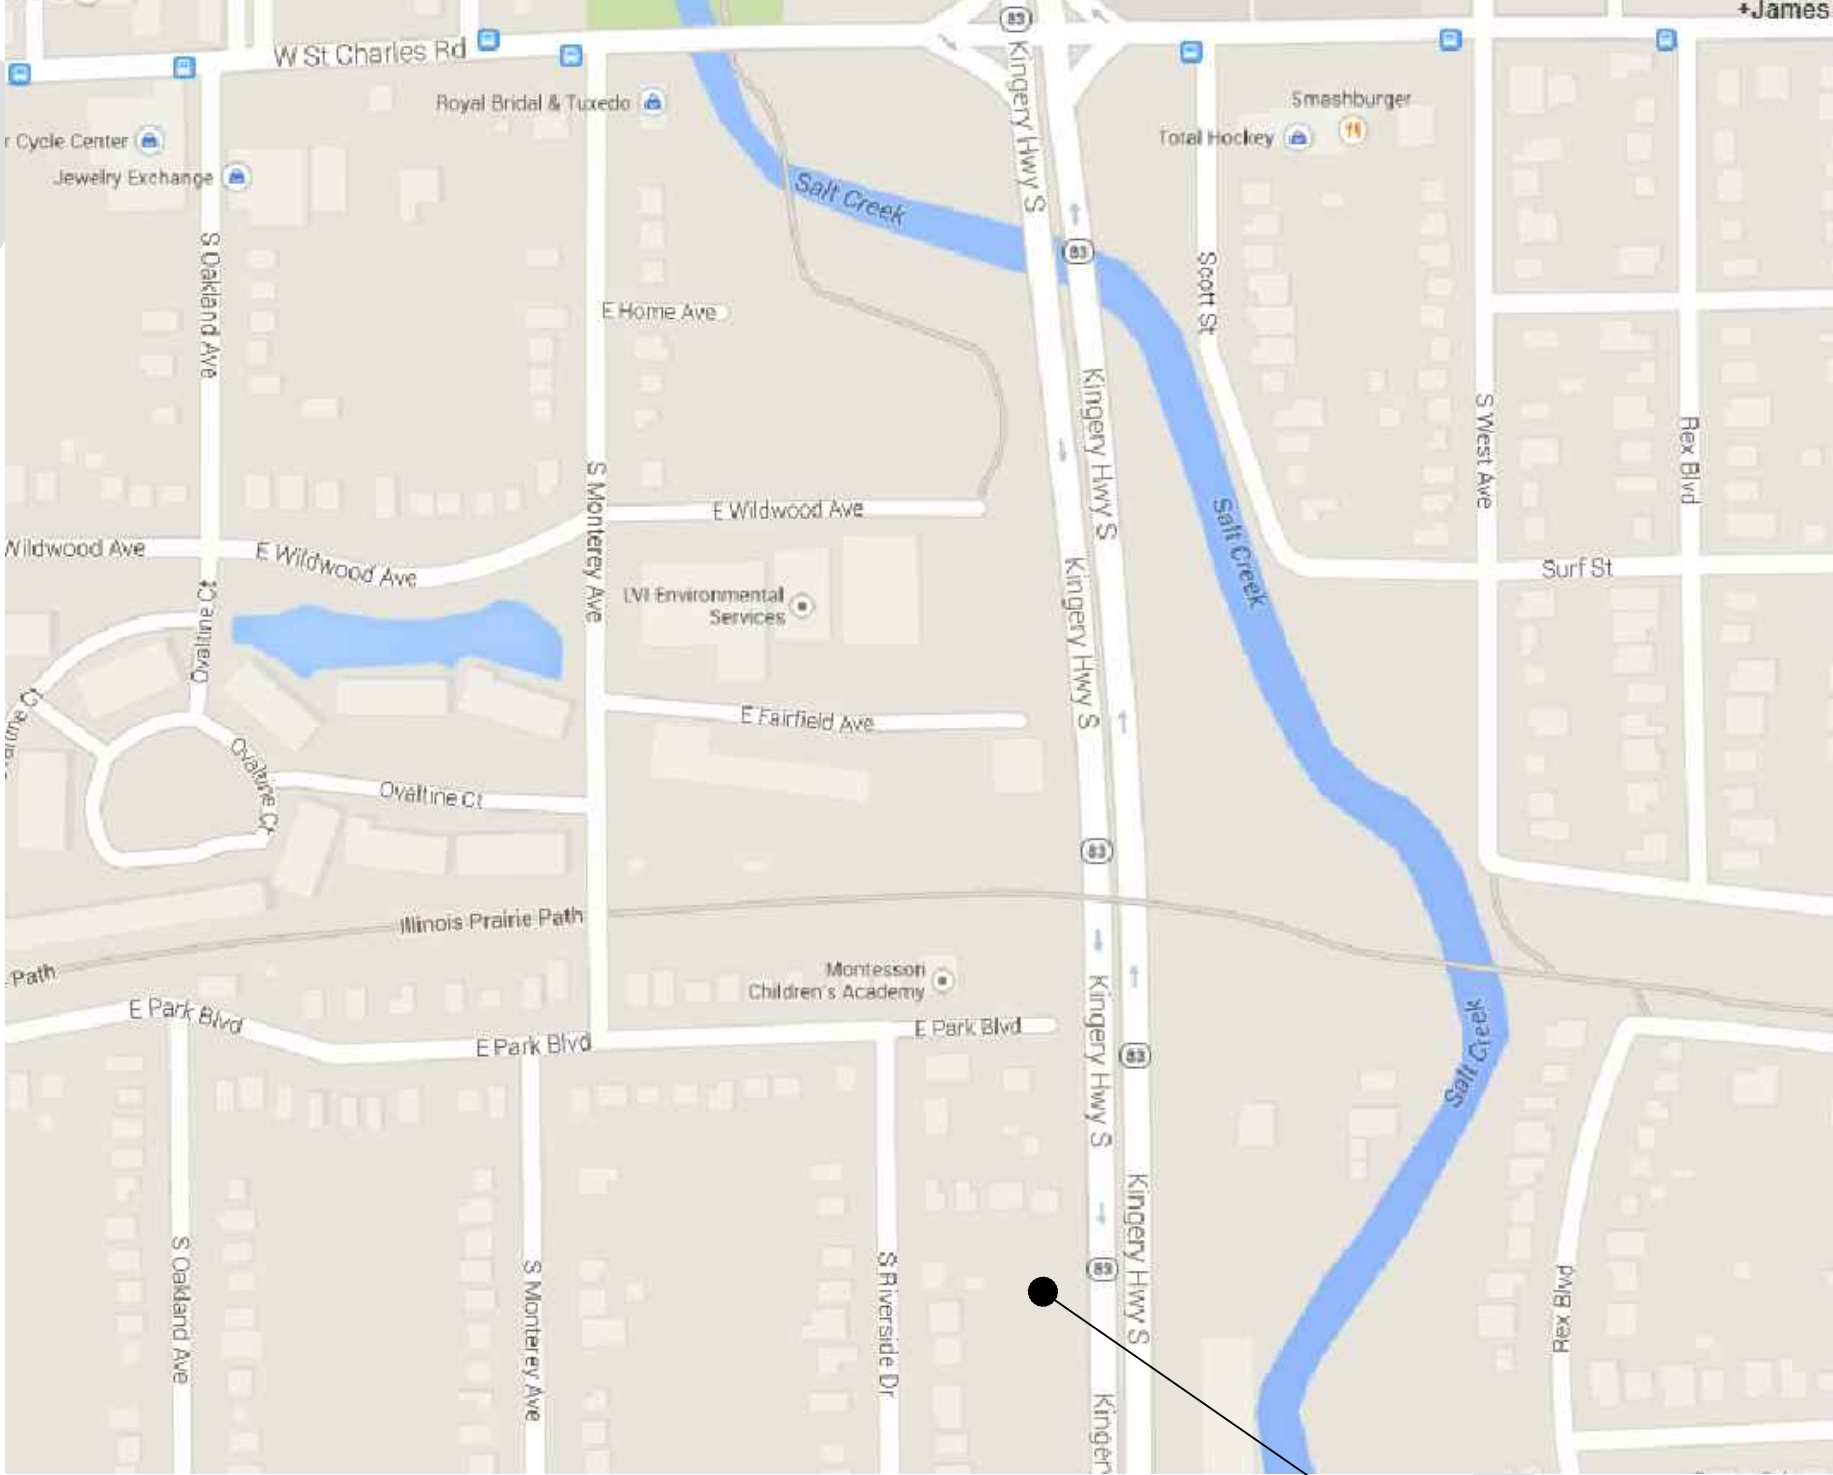 +James
83
W St Charles Rd
Royal Bridal & Tuxedo
Smashburger
r Cycle Center
Total Hockey
Jewelry Exchange
Kingery Hwy S
Salt Creek
83
S Oakland Ave
Scott St
E Home Ave
Kingery Hwy S
S West Ave
Rex Blvd
S Monterey Ave
E Wildwood Ave
Salt Creek
Wildwood Ave
E Wildwood Ave
Surf St
Kingery Hwy S
LVI Environmental
Services
Ovaltine Ct
E Fairfield Ave
Ovaltine Ct
Ovaltine Ct
83
Illinois Prairie Path
Path
Montessori
Children's Academy
E Park Blvd
E Park Blvd
E Park Blvd
Kingery Hwy S
Salt Creek
83
Kingery Hwy S
83
S Oakland Ave
S Monterey Ave
S Riverside Dr
Rex Blvd
Kinger